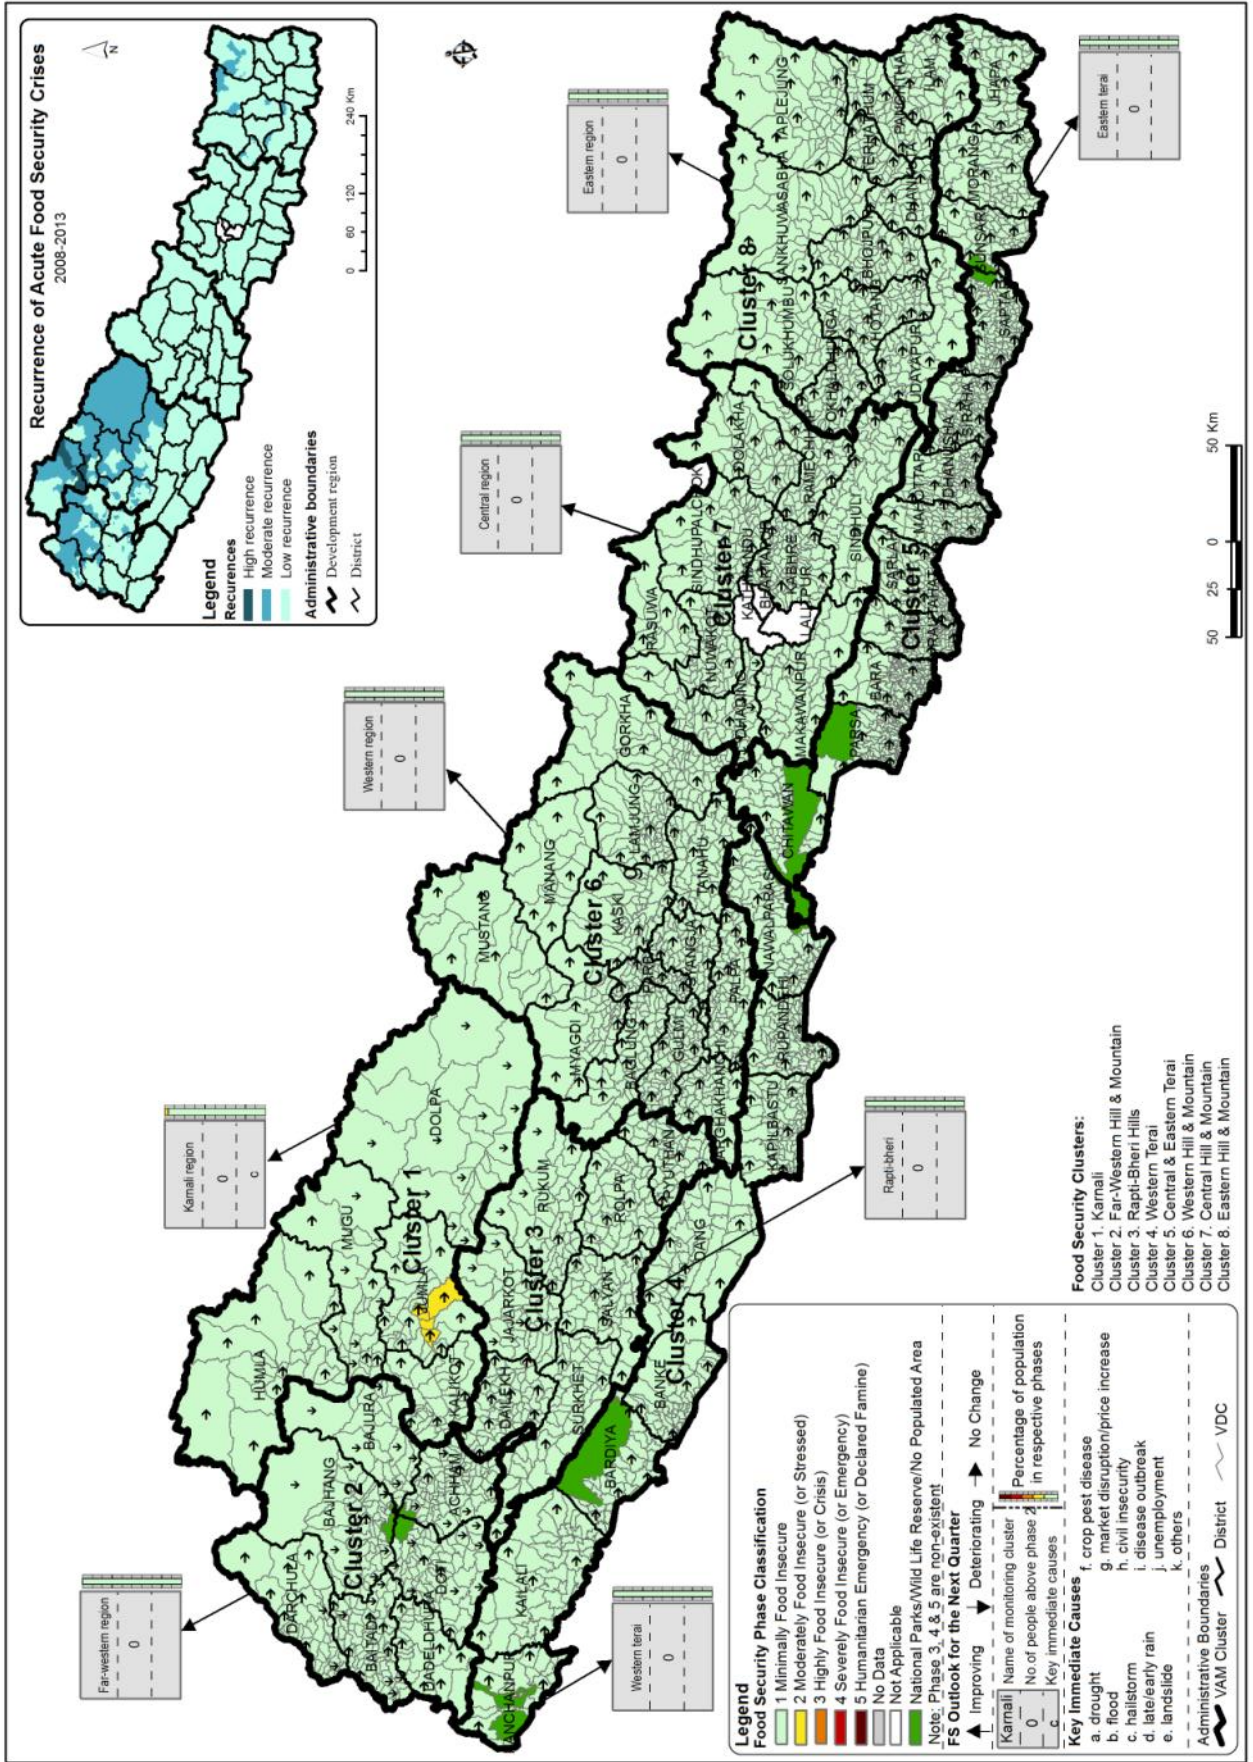 Recurrence of Acute Food Security Crises
2008-2013
N
Legend
Recurences
High recurrence
Moderate recurrence
Low recurrence
Administrative boundaries
Development region
District
0 60 120 240 Km
Far-western region
0
Karnali region
0
c
Western region
0
Central region
0
Eastern region
0
Eastern terai
0
Rapti-bheri
0
Western terai
0
Cluster 1
HUMLA
MUGU
DOLPA
JUMLA
KALIKOT
Cluster 2
DARCHULA
BAJHANG
BAJURA
BAITADI
DADELDHURA
DOTI
ACHHAM
Cluster 3
RUKUM
JAJARKOT
DAILEKH
SURKHET
SALYAN
ROLPA
Cluster 4
KAILALI
BARDIYA
BANKE
DANG
KAPILBASTU
RUPANDEHI
NAWALPARASI
Cluster 6
MUSTANG
MANANG
MYAGDI
KASKI
LAMJUNG
GORKHA
BAGLUNG
GULMI
PALPA
TANAHU
CHITAWAN
Cluster 7
RASUWA
NUWAKOT
DHADING
SINDHUPALCHOK
DOLAKHA
KATHMANDU
LALITPUR
KABHRE
RAMECHHAP
SINDHULI
MAKAWANPUR
Cluster 5
PARSA
BARA
RAUTAHAT
SARLAHI
MAHOTTARI
DHANUSHA
SIRAHA
SAPTARI
SUNSARI
MORANG
JHAPA
Cluster 8
SOLUKHUMBU
SANKHUWASABHA
TAPLEJUNG
OKHALDHUNGA
KHOTANG
BHOJPUR
TERHATHUM
PANCHTHAR
DHANKUTA
ILAM
UDAYAPUR
50 25 0 50 Km
Legend
Food Security Phase Classification
1 Minimally Food Insecure
2 Moderately Food Insecure (or Stressed)
3 Highly Food Insecure (or Crisis)
4 Severely Food Insecure (or Emergency)
5 Humanitarian Emergency (or Declared Famine)
No Data
Not Applicable
National Parks/Wild Life Reserve/No Populated Area
Note: Phase 3, 4 & 5 are non-existent
FS Outlook for the Next Quarter
Improving Deteriorating No Change
Karnali Name of monitoring cluster
0 No.of people above phase 2
c Key immediate causes
Percentage of population
in respective phases
Key Immediate Causes
a. drought
b. flood
c. hailstorm
d. late/early rain
e. landslide
f. crop pest disease
g. market disruption/price increase
h. civil insecurity
i. disease outbreak
j. unemployment
k. others
Administrative Boundaries
VAM Cluster District VDC
Food Security Clusters:
Cluster 1. Karnali
Cluster 2. Far-Western Hill & Mountain
Cluster 3. Rapti-Bheri Hills
Cluster 4. Western Terai
Cluster 5. Central & Eastern Terai
Cluster 6. Western Hill & Mountain
Cluster 7. Central Hill & Mountain
Cluster 8. Eastern Hill & Mountain